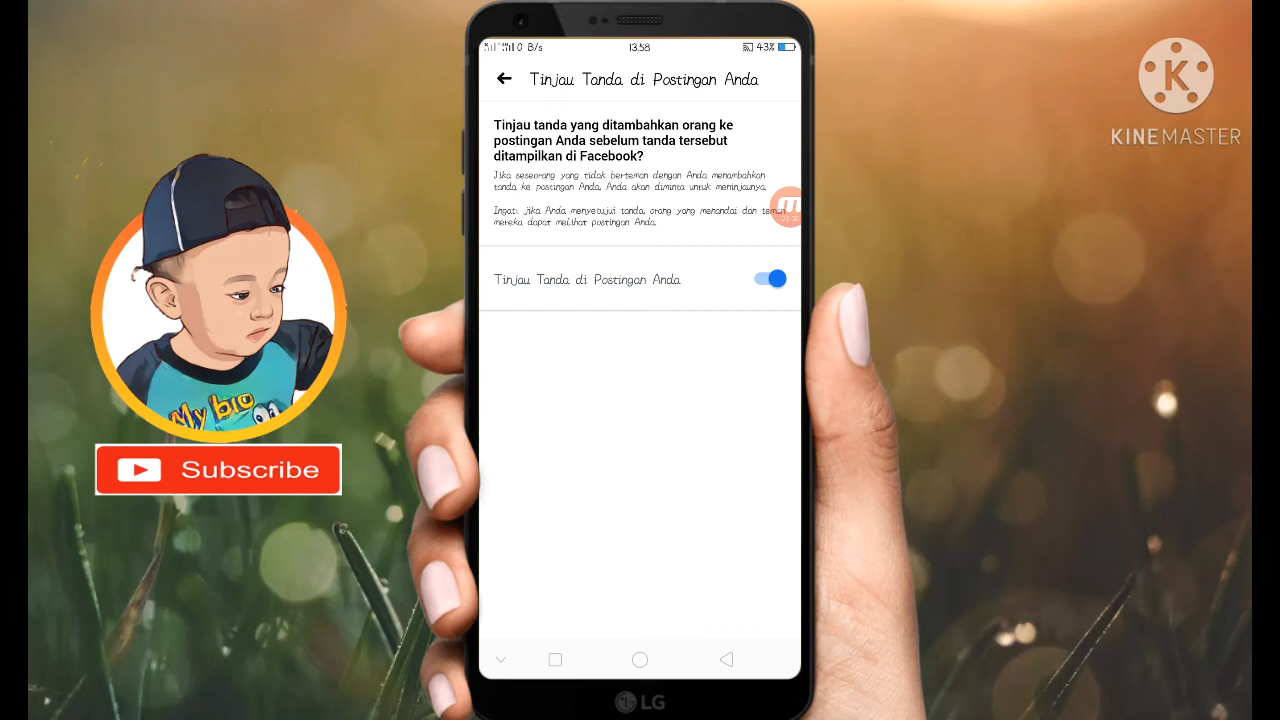 0 B/s
13.58
43%
Tinjau Tanda di Postingan Anda
Tinjau tanda yang ditambahkan orang ke
postingan Anda sebelum tanda tersebut
ditampilkan di Facebook?
Jika seseorang yang tidak berteman dengan Anda menambahkan
tanda ke postingan Anda, Anda akan diminta untuk meninjaunya.
Ingat: jika Anda menyetujui tanda, orang yang menandai dan teman
mereka dapat melihat postingan Anda.
Tinjau Tanda di Postingan Anda
LG
My bio
Subscribe
K
KINEMASTER